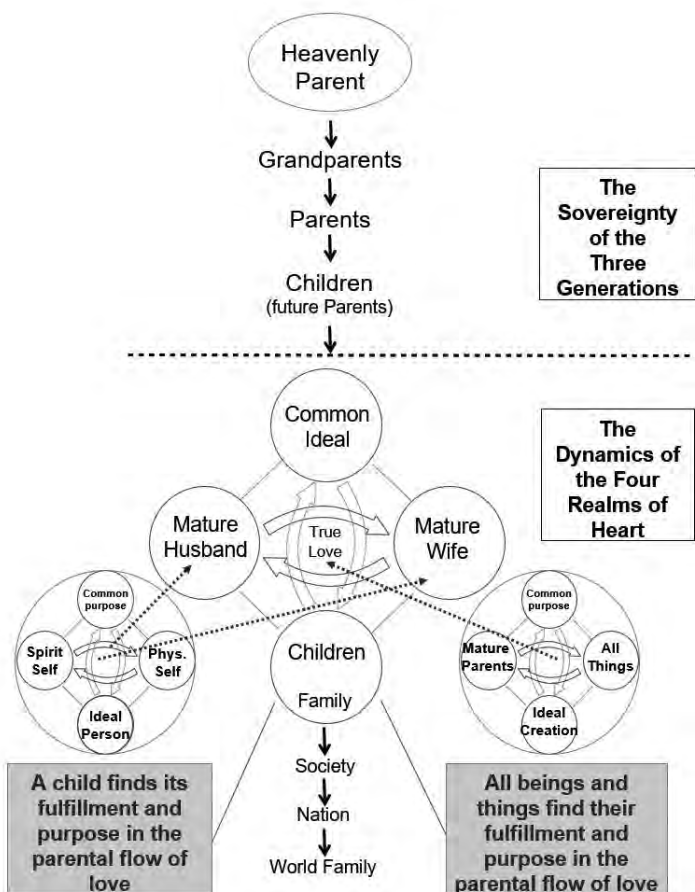 Heavenly
Parent
Grandparents
Parents
Children
(future Parents)
The
Sovereignty
of the
Three
Generations
Common
Ideal
The
Dynamics of
the Four
Realms of
Heart
Mature
Husband
True
Love
Mature
Wife
Common
purpose
Spirit
Self
Phys.
Self
Ideal
Person
Children
Family
Common
purpose
Mature
Parents
All
Things
Ideal
Creation
Society
Nation
World Family
A child finds its
fulfillment and
purpose in the
parental flow of
love
All beings and
things find their
fulfillment and
purpose in the
parental flow of love